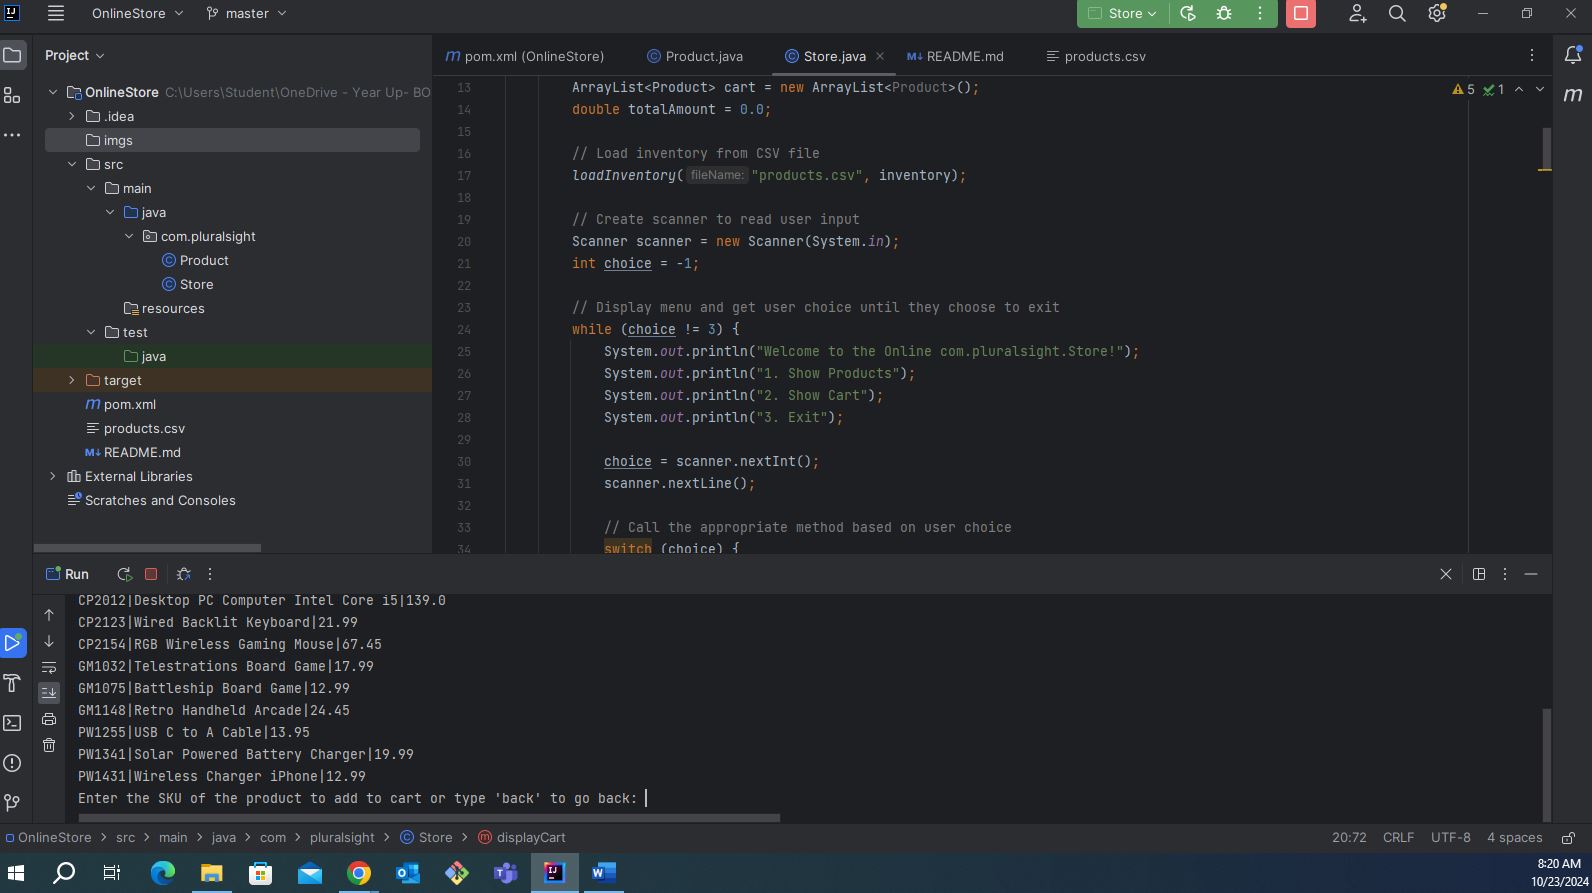 OnlineStore master Store
Project
OnlineStore C:\Users\Student\OneDrive - Year Up- BO
.idea
imgs
src
main
java
com.pluralsight
Product
Store
resources
test
java
target
m pom.xml
products.csv
M↓ README.md
External Libraries
Scratches and Consoles
m pom.xml (OnlineStore) Product.java Store.java README.md products.csv
5 1
13 ArrayList<Product> cart = new ArrayList<Product>();
14 double totalAmount = 0.0;
15
16 // Load inventory from CSV file
17 loadInventory( fileName: "products.csv", inventory);
18
19 // Create scanner to read user input
20 Scanner scanner = new Scanner(System.in);
21 int choice = -1;
22
23 // Display menu and get user choice until they choose to exit
24 while (choice != 3) {
25 System.out.println("Welcome to the Online com.pluralsight.Store!");
26 System.out.println("1. Show Products");
27 System.out.println("2. Show Cart");
28 System.out.println("3. Exit");
29
30 choice = scanner.nextInt();
31 scanner.nextLine();
32
33 // Call the appropriate method based on user choice
34 switch (choice) {
Run
CP2012|Desktop PC Computer Intel Core i5|139.0
CP2123|Wired Backlit Keyboard|21.99
CP2154|RGB Wireless Gaming Mouse|67.45
GM1032|Telestrations Board Game|17.99
GM1075|Battleship Board Game|12.99
GM1148|Retro Handheld Arcade|24.45
PW1255|USB C to A Cable|13.95
PW1341|Solar Powered Battery Charger|19.99
PW1431|Wireless Charger iPhone|12.99
Enter the SKU of the product to add to cart or type 'back' to go back:
OnlineStore > src > main > java > com > pluralsight > Store > displayCart 20:72 CRLF UTF-8 4 spaces
8:20 AM
10/23/2024